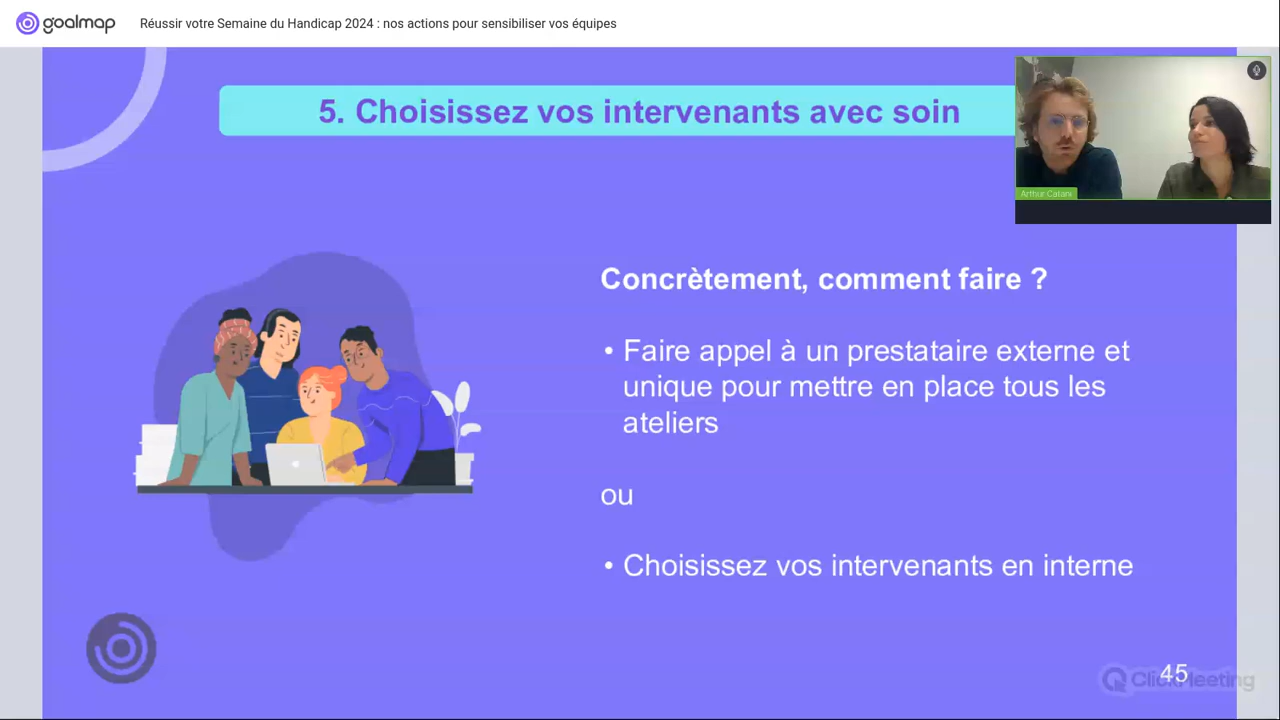 goalmap
Réussir votre Semaine du Handicap 2024 : nos actions pour sensibiliser vos équipes
5. Choisissez vos intervenants avec soin
Arthur Catani
Concrètement, comment faire ?
• Faire appel à un prestataire externe et
unique pour mettre en place tous les
ateliers
ou
• Choisissez vos intervenants en interne
45
ClickMeeting